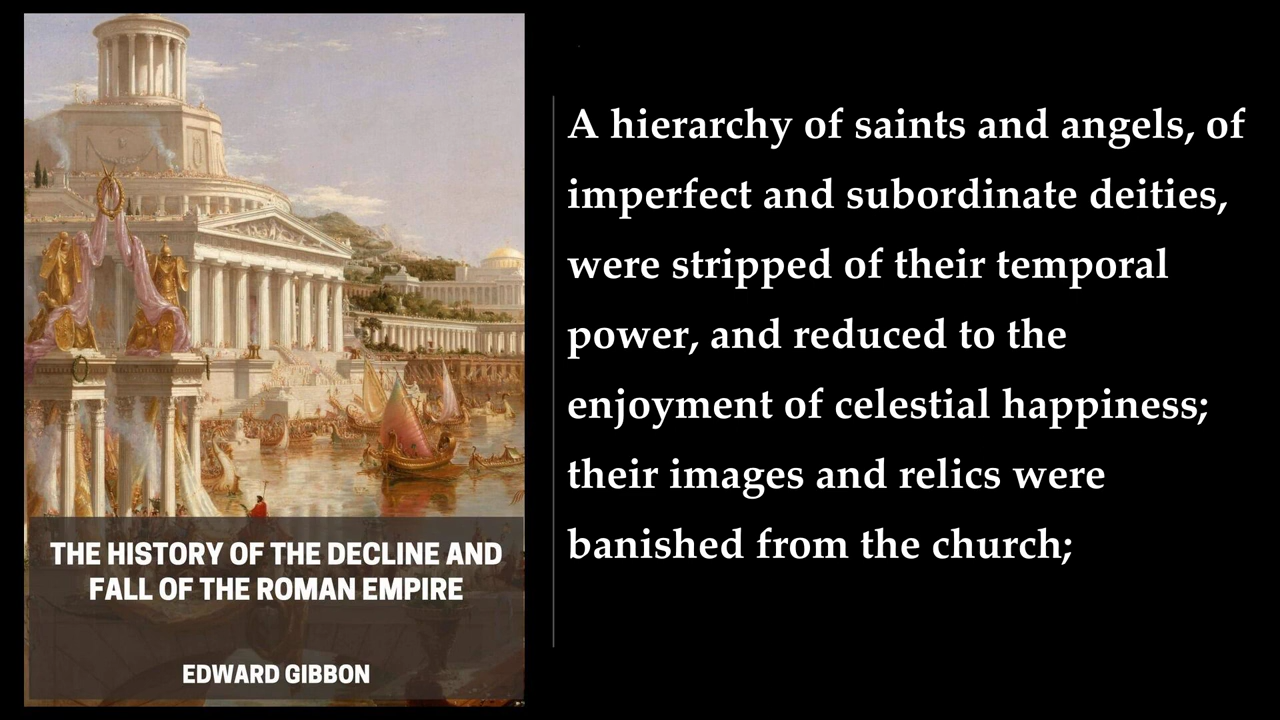 THE HISTORY OF THE DECLINE AND
FALL OF THE ROMAN EMPIRE
EDWARD GIBBON
A hierarchy of saints and angels, of
imperfect and subordinate deities,
were stripped of their temporal
power, and reduced to the
enjoyment of celestial happiness;
their images and relics were
banished from the church;